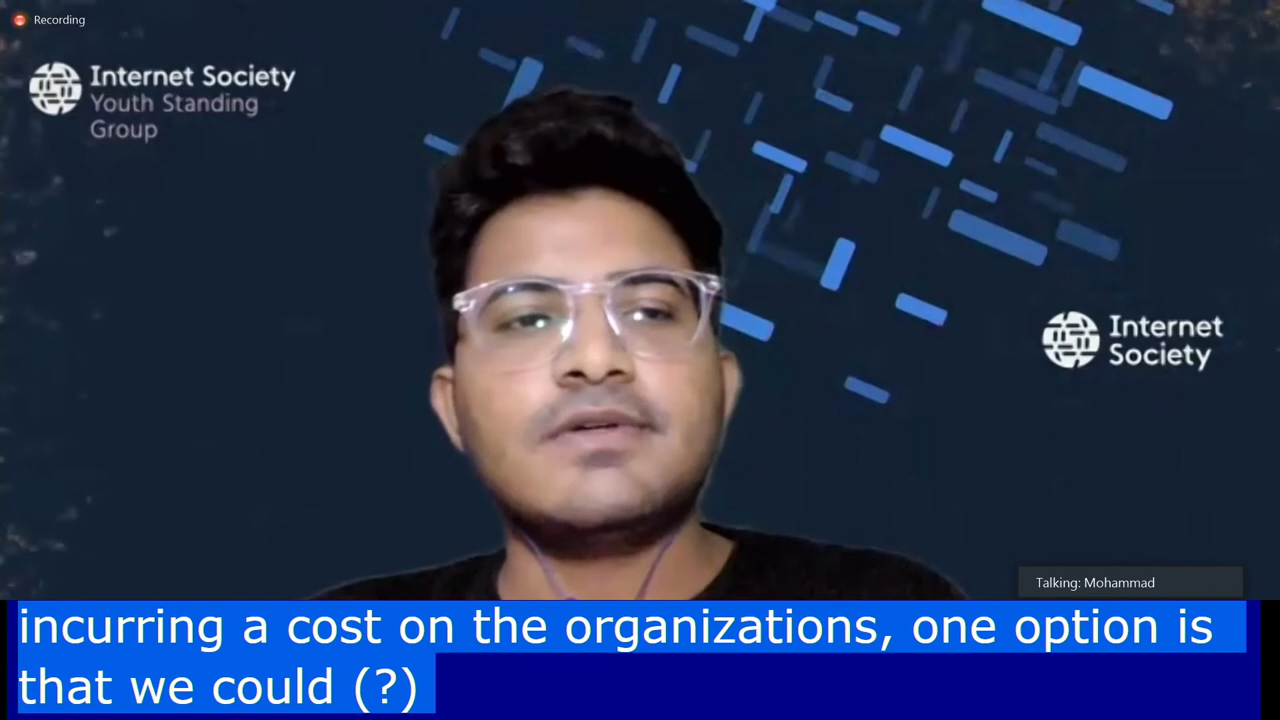 Recording
Internet Society
Youth Standing
Group
Internet
Society
Talking: Mohammad
incurring a cost on the organizations, one option is
that we could (?)